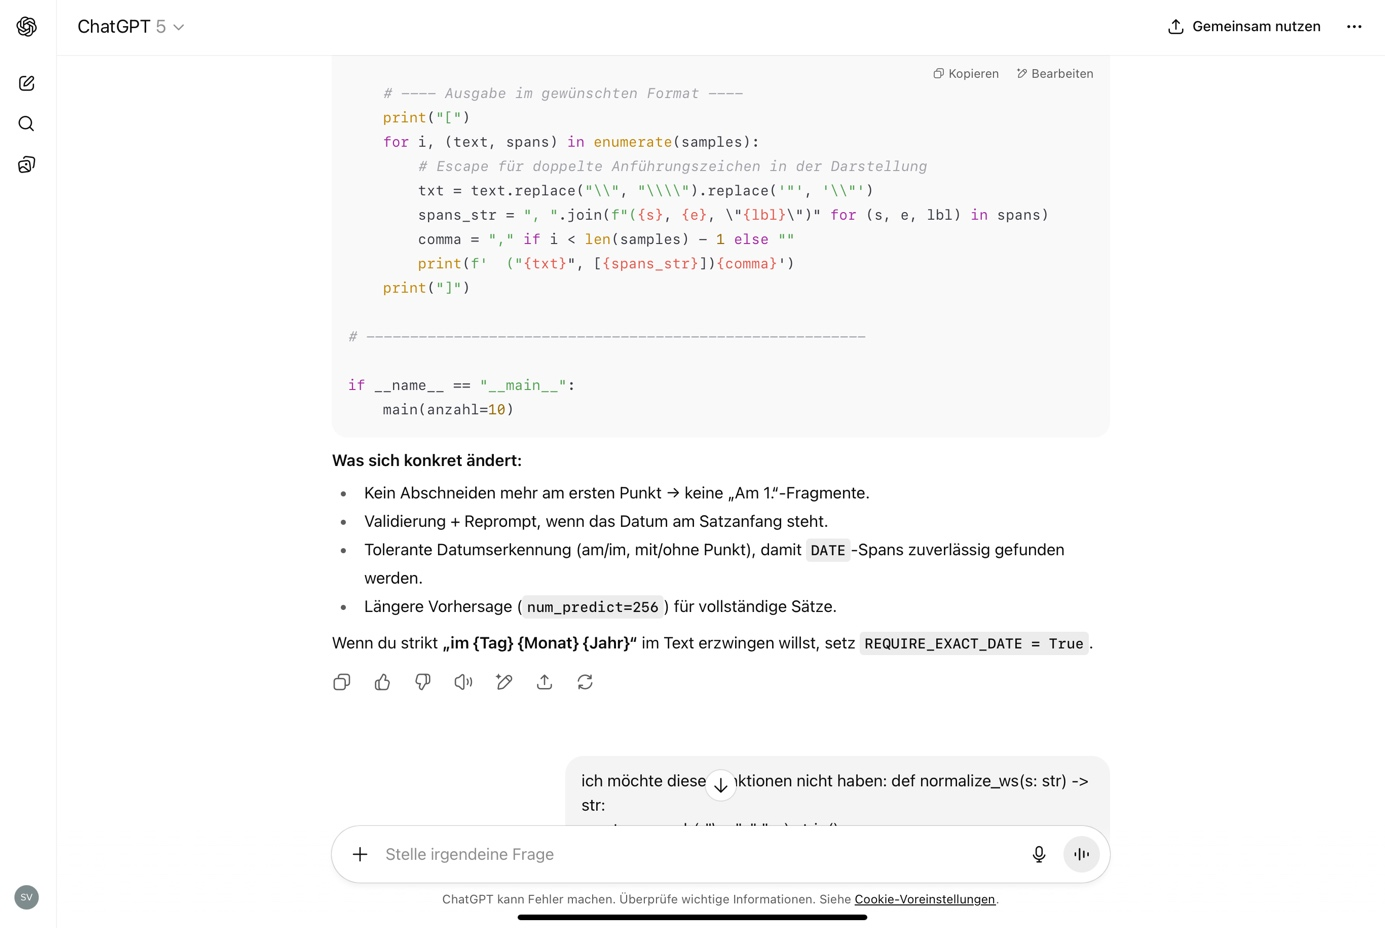 ChatGPT 5
Gemeinsam nutzen
Kopieren Bearbeiten
# ---- Ausgabe im gewünschten Format ----
print("[")
for i, (text, spans) in enumerate(samples):
# Escape für doppelte Anführungszeichen in der Darstellung
txt = text.replace("\\", "\\\\").replace('"', '\\"')
spans_str = ", ".join(f"({s}, {e}, \"{lbl}\")" for (s, e, lbl) in spans)
comma = "," if i < len(samples) - 1 else ""
print(f'  ("{txt}", [{spans_str}]){comma}')
print("]")
# ---------------------------------------------------------
if __name__ == "__main__":
main(anzahl=10)
Was sich konkret ändert:
• Kein Abschneiden mehr am ersten Punkt → keine „Am 1.“-Fragmente.
• Validierung + Reprompt, wenn das Datum am Satzanfang steht.
• Tolerante Datumserkennung (am/im, mit/ohne Punkt), damit DATE-Spans zuverlässig gefunden
werden.
• Längere Vorhersage (num_predict=256) für vollständige Sätze.
Wenn du strikt „im {Tag} {Monat} {Jahr}“ im Text erzwingen willst, setz REQUIRE_EXACT_DATE = True.
ich möchte diese nktionen nicht haben: def normalize_ws(s: str) ->
str:
Stelle irgendeine Frage
SV
ChatGPT kann Fehler machen. Überprüfe wichtige Informationen. Siehe Cookie-Voreinstellungen.